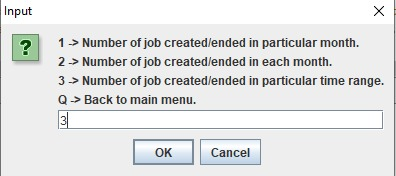 Input
1 -> Number of job created/ended in particular month.
2 -> Number of job created/ended in each month.
3 -> Number of job created/ended in particular time range.
Q -> Back to main menu.
3
OK Cancel